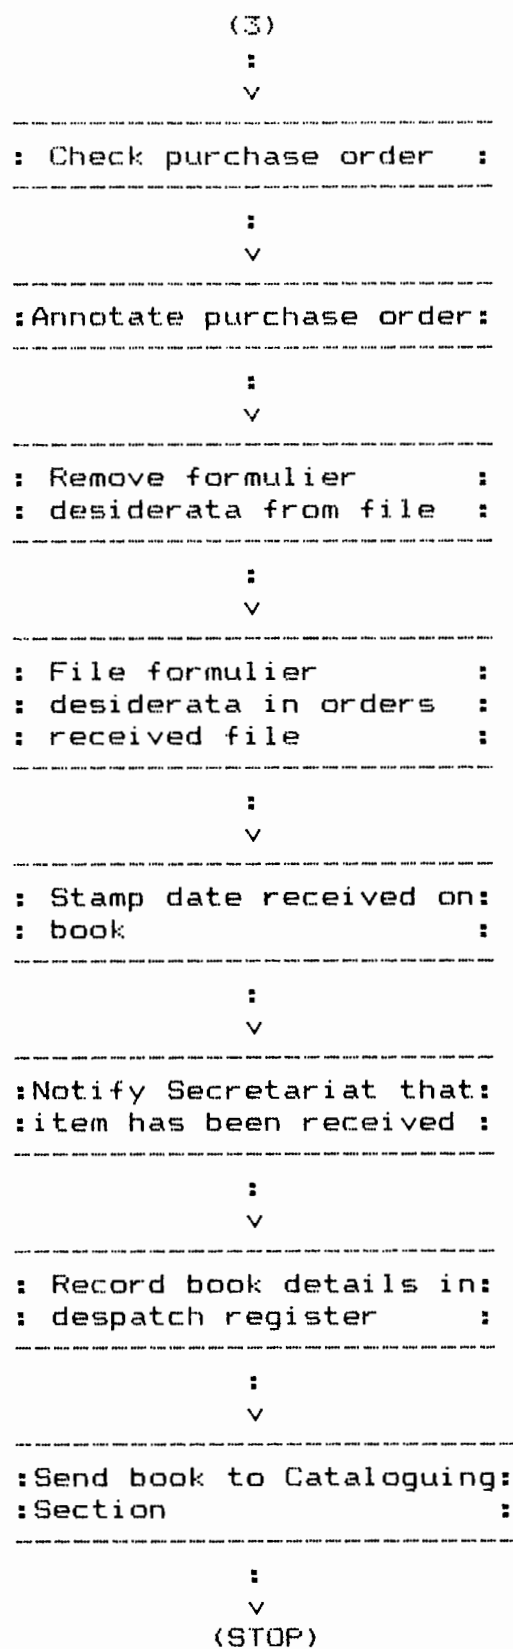 (3)
:
v
: Check purchase order :
:
v
:Annotate purchase order:
:
v
: Remove formulier :
: desiderata from file :
:
v
: File formulier :
: desiderata in orders :
: received file :
:
v
: Stamp date received on:
: book :
:
v
:Notify Secretariat that:
:item has been received :
:
v
: Record book details in:
: despatch register :
:
v
:Send book to Cataloguing:
:Section :
:
v
(STOP)